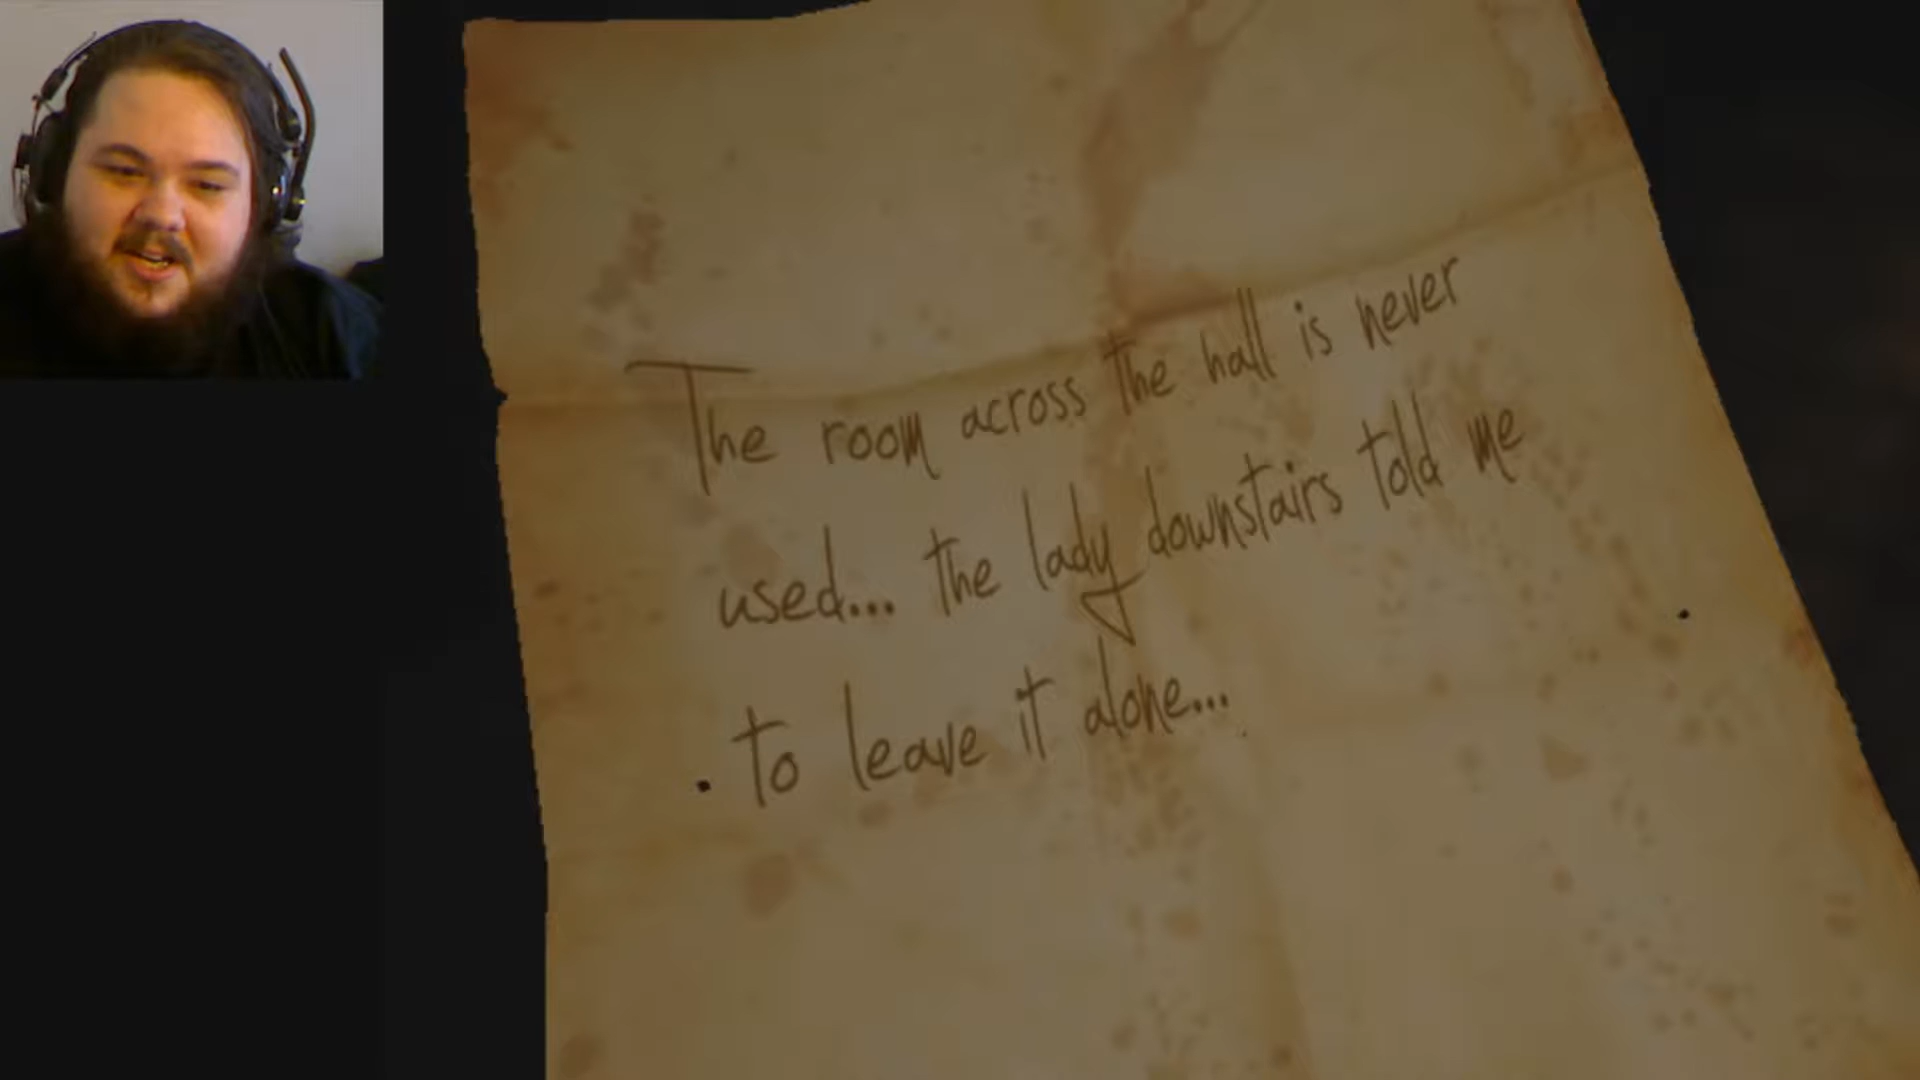 The room across the hall is never
used... the lady downstairs told me
to leave it alone...